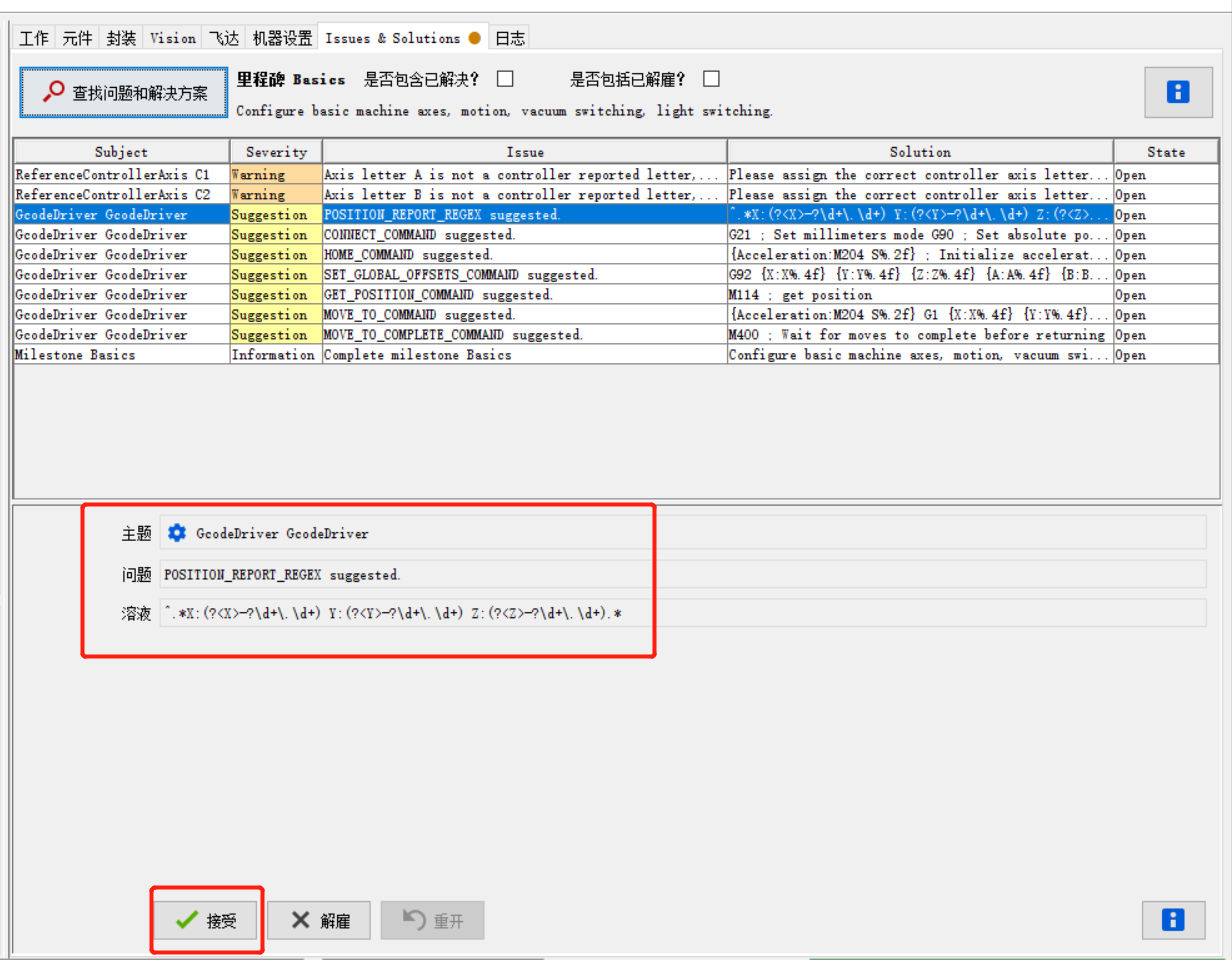 工作 元件 封装 Vision 飞达 机器设置 Issues & Solutions 日志
查找问题和解决方案
里程碑 Basics 是否包含已解决? 是否包括已解雇?
Configure basic machine axes, motion, vacuum switching, light switching.
Subject Severity Issue Solution State
ReferenceControllerAxis C1 Warning Axis letter A is not a controller reported letter,... Please assign the correct controller axis letter... Open
ReferenceControllerAxis C2 Warning Axis letter B is not a controller reported letter,... Please assign the correct controller axis letter... Open
GcodeDriver GcodeDriver Suggestion POSITION_REPORT_REGEX suggested. ^.*X:(?<X>-?\d+\.\d+) Y:(?<Y>-?\d+\.\d+) Z:(?<Z>... Open
GcodeDriver GcodeDriver Suggestion CONNECT_COMMAND suggested. G21 ; Set millimeters mode G90 ; Set absolute po... Open
GcodeDriver GcodeDriver Suggestion HOME_COMMAND suggested. {Acceleration:M204 S%.2f} ; Initialize accelerat... Open
GcodeDriver GcodeDriver Suggestion SET_GLOBAL_OFFSETS_COMMAND suggested. G92 {X:X%.4f} {Y:Y%.4f} {Z:Z%.4f} {A:A%.4f} {B:B... Open
GcodeDriver GcodeDriver Suggestion GET_POSITION_COMMAND suggested. M114 ; get position Open
GcodeDriver GcodeDriver Suggestion MOVE_TO_COMMAND suggested. {Acceleration:M204 S%.2f} G1 {X:X%.4f} {Y:Y%.4f}... Open
GcodeDriver GcodeDriver Suggestion MOVE_TO_COMPLETE_COMMAND suggested. M400 ; Wait for moves to complete before returning Open
Milestone Basics Information Complete milestone Basics Configure basic machine axes, motion, vacuum swi... Open
主题 GcodeDriver GcodeDriver
问题 POSITION_REPORT_REGEX suggested.
溶液 ^.*X:(?<X>-?\d+\.\d+) Y:(?<Y>-?\d+\.\d+) Z:(?<Z>-?\d+\.\d+).*
接受 解雇 重开